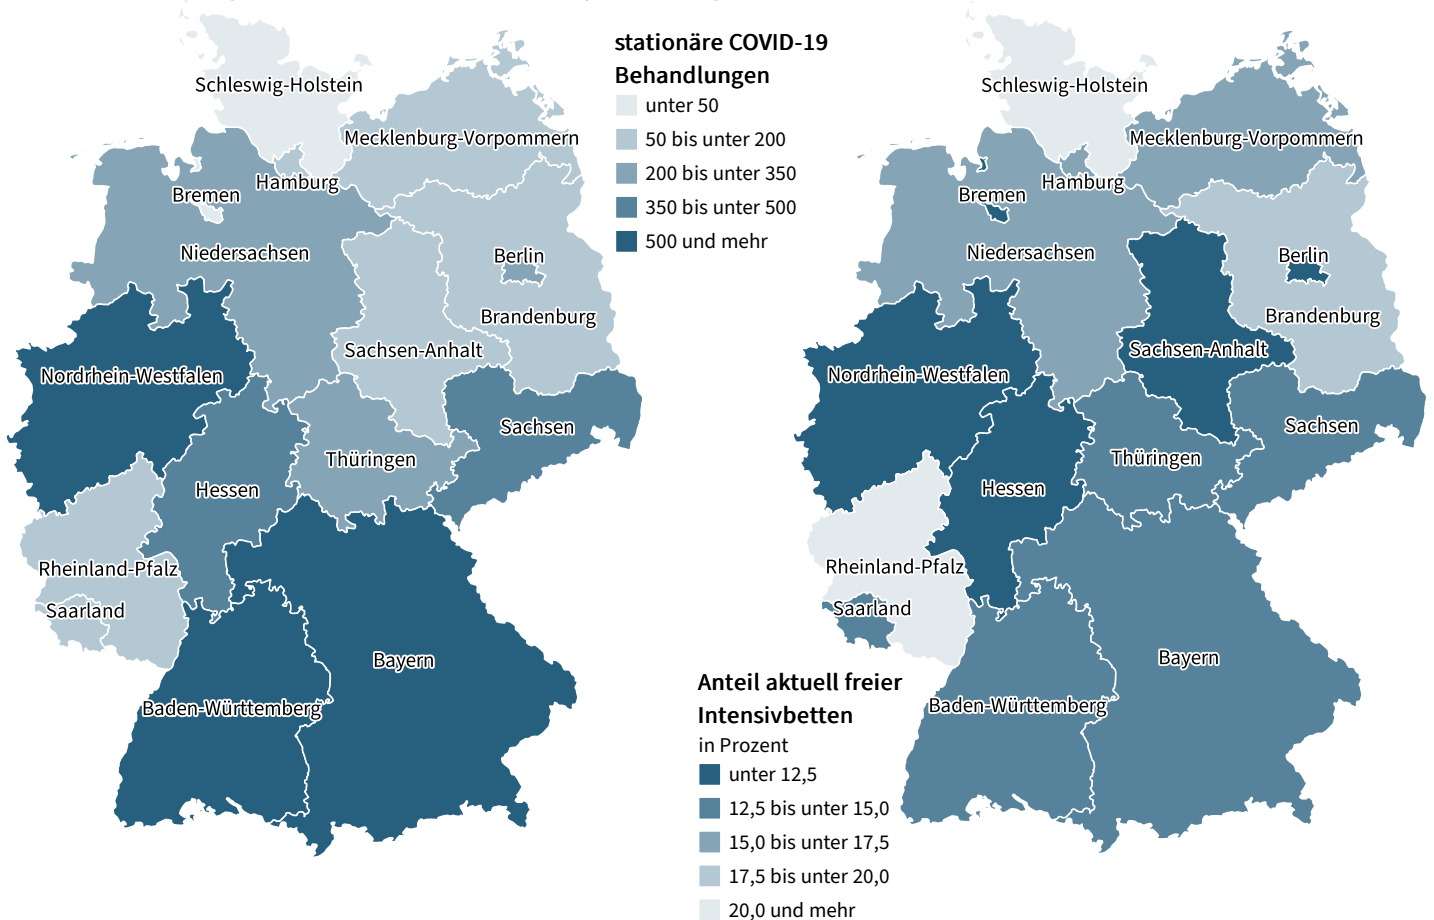 stationäre COVID-19
Behandlungen
unter 50
50 bis unter 200
200 bis unter 350
350 bis unter 500
500 und mehr
Schleswig-Holstein
Mecklenburg-Vorpommern
Hamburg
Bremen
Niedersachsen
Berlin
Brandenburg
Sachsen-Anhalt
Nordrhein-Westfalen
Sachsen
Thüringen
Hessen
Rheinland-Pfalz
Saarland
Bayern
Baden-Württemberg
Schleswig-Holstein
Mecklenburg-Vorpommern
Hamburg
Bremen
Niedersachsen
Berlin
Brandenburg
Sachsen-Anhalt
Nordrhein-Westfalen
Sachsen
Thüringen
Hessen
Rheinland-Pfalz
Saarland
Bayern
Baden-Württemberg
Anteil aktuell freier
Intensivbetten
in Prozent
unter 12,5
12,5 bis unter 15,0
15,0 bis unter 17,5
17,5 bis unter 20,0
20,0 und mehr